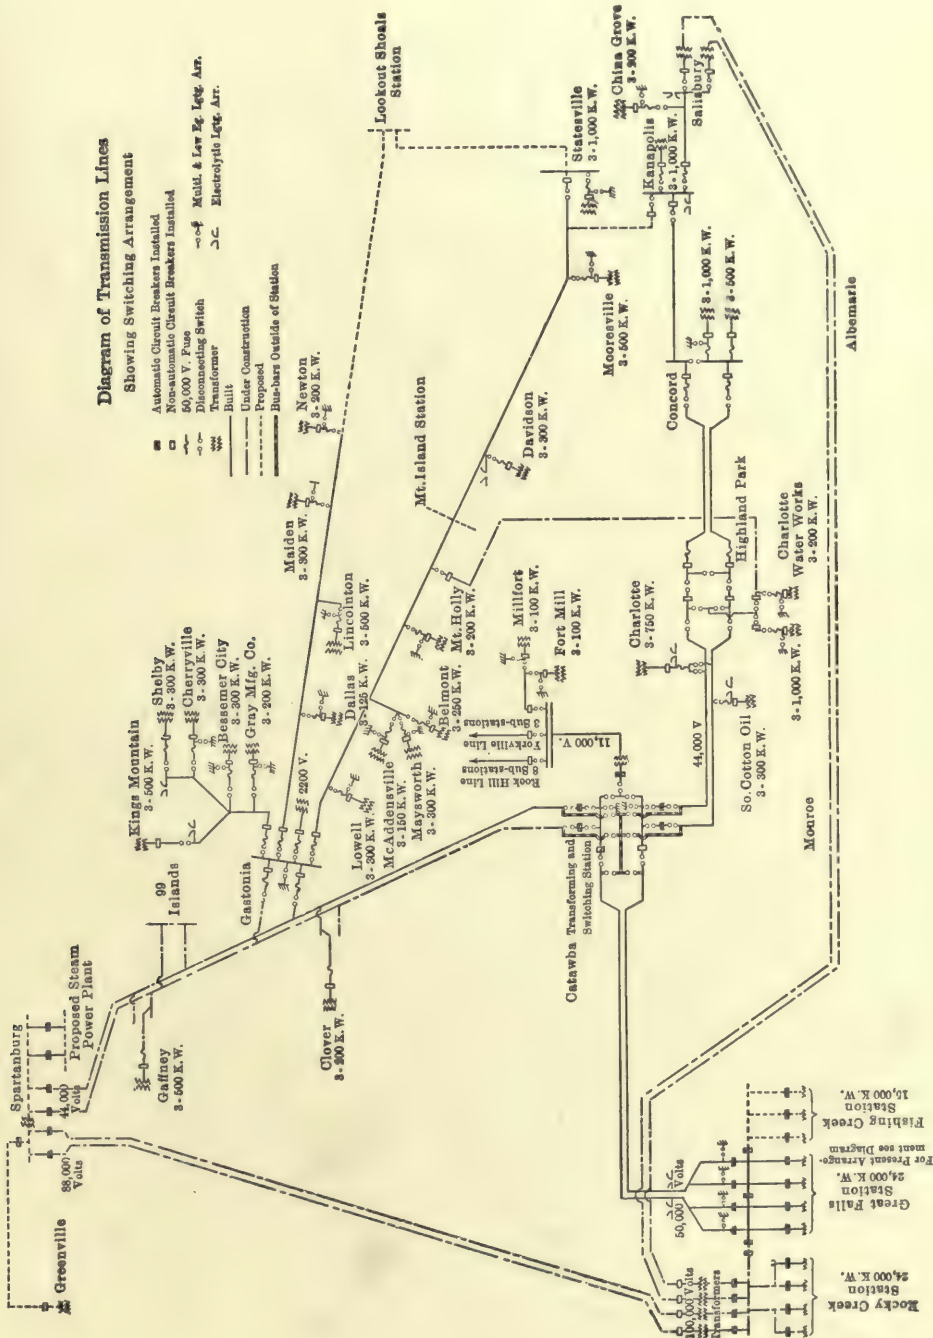 Diagram of Transmission Lines
Showing Switching Arrangement
Automatic Circuit Breakers Installed
Non-automatic Circuit Breakers Installed
50,000 V. Fuse
Disconnecting Switch
Transformer
Built
Under Construction
Proposed
Bus-bars Outside of Station
Multi. & Low Eg. Lgtg. Arr.
Electrolytic Lgtg. Arr.
Lookout Shoals
Station
Statesville
3-1,000 K.W.
China Grove
3-200 K.W.
Salisbury
Kanapolis
3-1,000 K.W.
Mooresville
3-500 K.W.
3-1,000 K.W.
3-500 K.W.
Concord
Albemarle
Newton
3-200 K.W.
Maiden
3-300 K.W.
Lincolnton
3-500 K.W.
Dallas
3-125 K.W.
Mt.Island Station
Davidson
3-300 K.W.
Mt. Holly
3-200 K.W.
Highland Park
Charlotte
Water Works
3-200 K.W.
3-1,000 K.W.
Charlotte
3-750 K.W.
So.Cotton Oil
3-300 K.W.
44,000 V
Millfort
3-100 K.W.
Fort Mill
3-100 K.W.
3 Sub-stations
Yorkville Line
8 Sub-stations
Rock Hill Line
11,000 V.
Belmont
3-250 K.W.
Maysworth
3-300 K.W.
McAddensville
3-150 K.W.
Lowell
3-300 K.W.
Shelby
3-300 K.W.
Cherryville
3-300 K.W.
Bessemer City
3-300 K.W.
Gray Mfg. Co.
3-200 K.W.
Kings Mountain
3-500 K.W.
2200 V.
Gastonia
99
Islands
Clover
3-200 K.W.
Gaffney
3-500 K.W.
Catawba Transforming and
Switching Station
Monroe
Spartanburg
Proposed Steam
Power Plant
44,000
Volts
88,000
Volts
Greenville
50,000 Volts
100,000 Volts
Transformers
Rocky Creek
Station
24,000 K.W.
Great Falls
Station
24,000 K.W.
For Present Arrange-
ment see Diagram
Fishing Creek
Station
15,000 K.W.